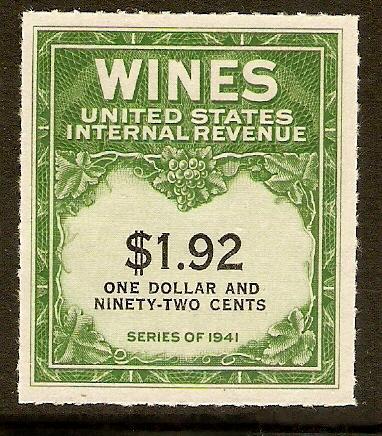 WINES
UNITED STATES
INTERNAL REVENUE
$1.92
ONE DOLLAR AND
NINETY-TWO CENTS
SERIES OF 1941